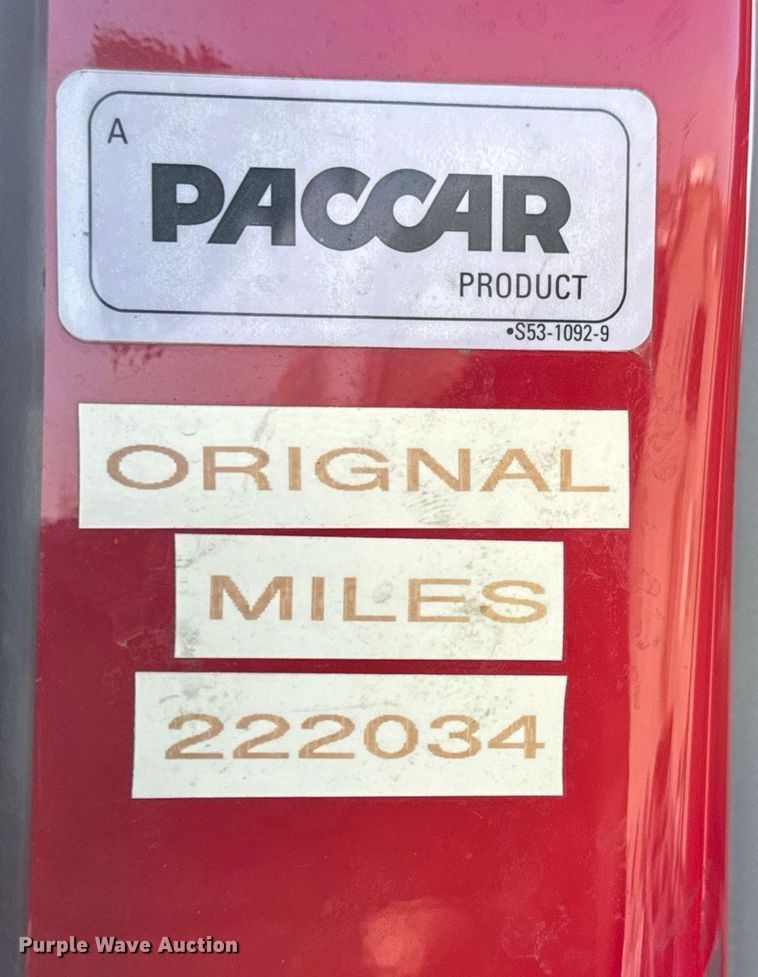 A
PACCAR
PRODUCT
•S53-1092-9
ORIGNAL
MILES
222034
Purple Wave Auction